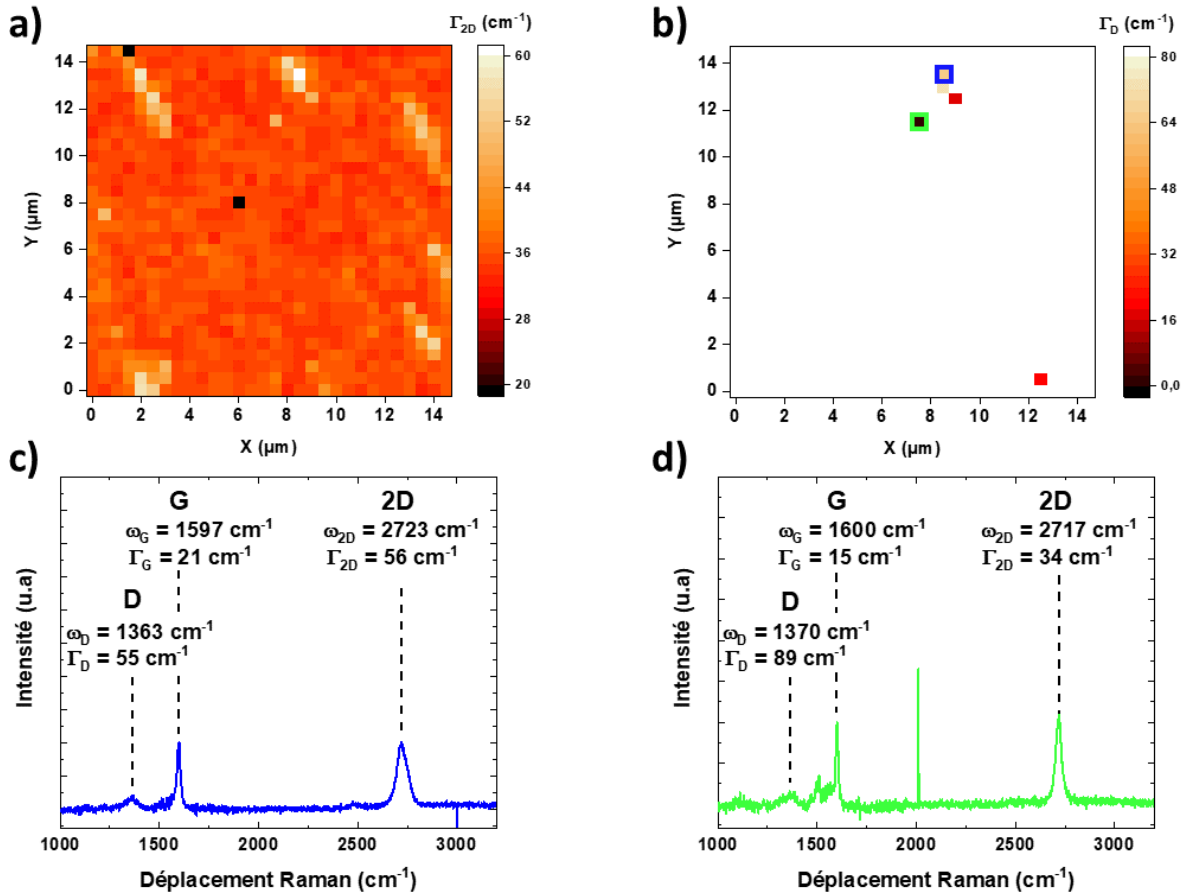 a)
Γ2D (cm-1)
60
52
44
36
28
20
14
12
10
8
6
4
2
0
Y (µm)
0 2 4 6 8 10 12 14
X (µm)
b)
ΓD (cm-1)
80
64
48
32
16
0,0
14
12
10
8
6
4
2
0
Y (µm)
0 2 4 6 8 10 12 14
X (µm)
c)
G
ωG = 1597 cm-1
ΓG = 21 cm-1
2D
ω2D = 2723 cm-1
Γ2D = 56 cm-1
D
ωD = 1363 cm-1
ΓD = 55 cm-1
Intensité (u.a)
1000 1500 2000 2500 3000
Déplacement Raman (cm-1)
d)
G
ωG = 1600 cm-1
ΓG = 15 cm-1
2D
ω2D = 2717 cm-1
Γ2D = 34 cm-1
D
ωD = 1370 cm-1
ΓD = 89 cm-1
Intensité (u.a)
1000 1500 2000 2500 3000
Déplacement Raman (cm-1)